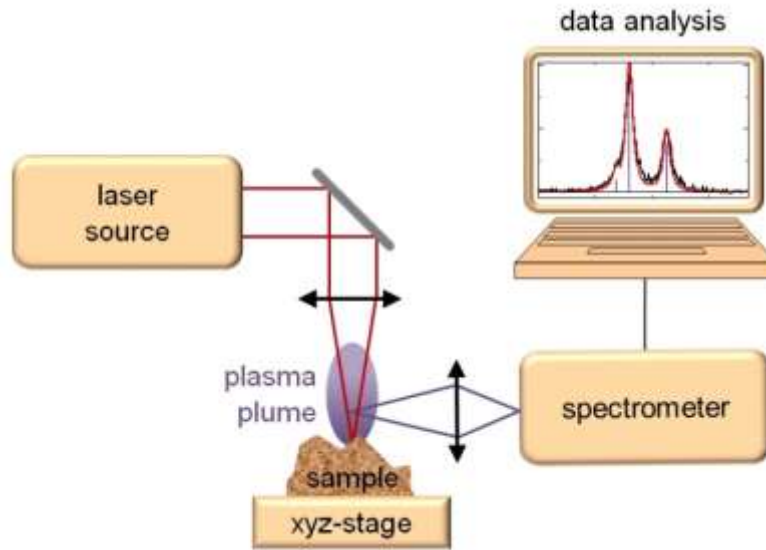 data analysis
laser
source
plasma
plume
spectrometer
sample
xyz-stage